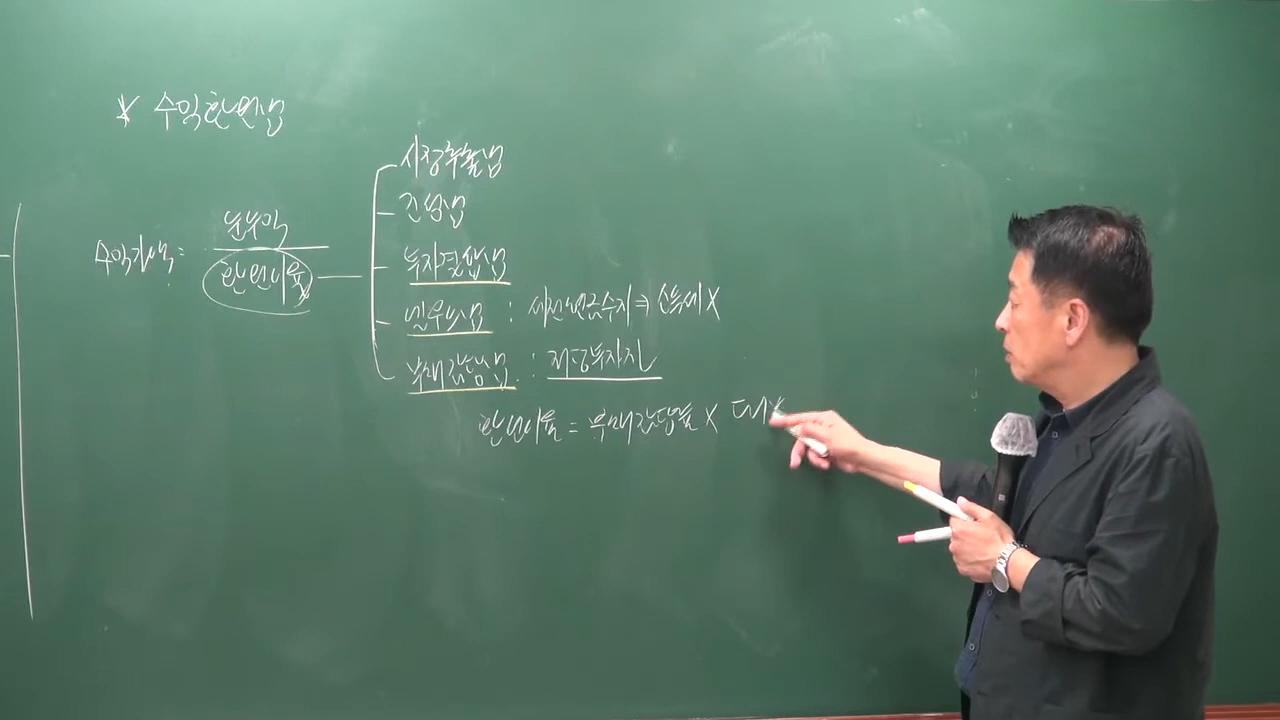 * 수익환원법
수익가액 = 순수익 / 환원이율
시장추출법
조성법
투자결합법
엘우드법 : 세전현금수지 ⇒ 소득세 X
부채감당법 : 저당투자자
환원이율 = 부채감당률 X 대부